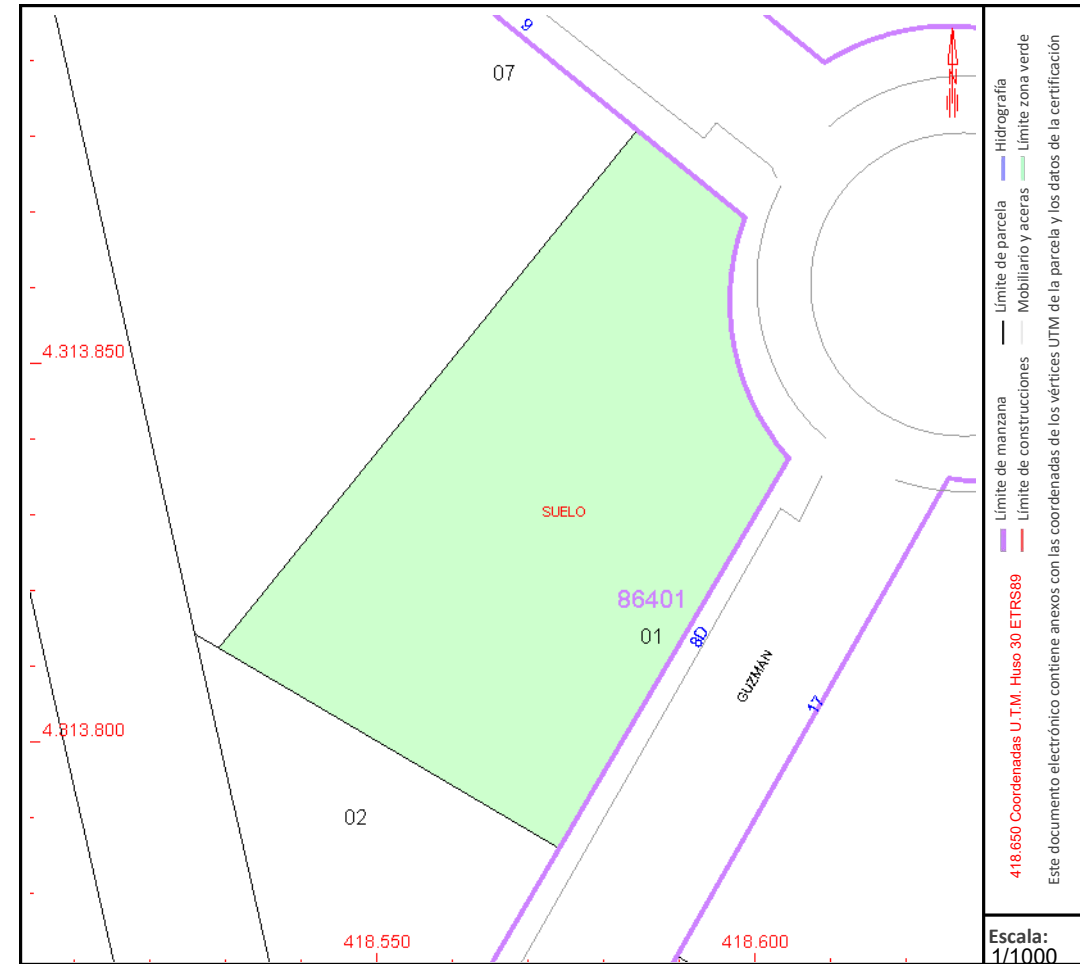 9
07
4.313.850
SUELO
86401
01
8D
GUZMÁN
17
4.313.800
02
418.550
418.600
418.650 Coordenadas U.T.M. Huso 30 ETRS89
Límite de manzana
Límite de parcela
Hidrografía
Límite de construcciones
Mobiliario y aceras
Límite zona verde
Este documento electrónico contiene anexos con las coordenadas de los vértices UTM de la parcela y los datos de la certificación
Escala:
1/1000